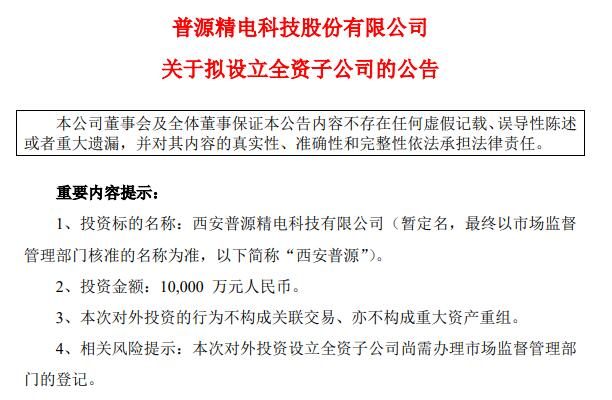 普源精电科技股份有限公司
关于拟设立全资子公司的公告
本公司董事会及全体董事保证本公告内容不存在任何虚假记载、误导性陈述
或者重大遗漏，并对其内容的真实性、准确性和完整性依法承担法律责任。
重要内容提示：
1、投资标的名称：西安普源精电科技有限公司（暂定名，最终以市场监督
管理部门核准的名称为准，以下简称“西安普源”）。
2、投资金额：10,000 万元人民币。
3、本次对外投资的行为不构成关联交易、亦不构成重大资产重组。
4、相关风险提示：本次对外投资设立全资子公司尚需办理市场监督管理部
门的登记。